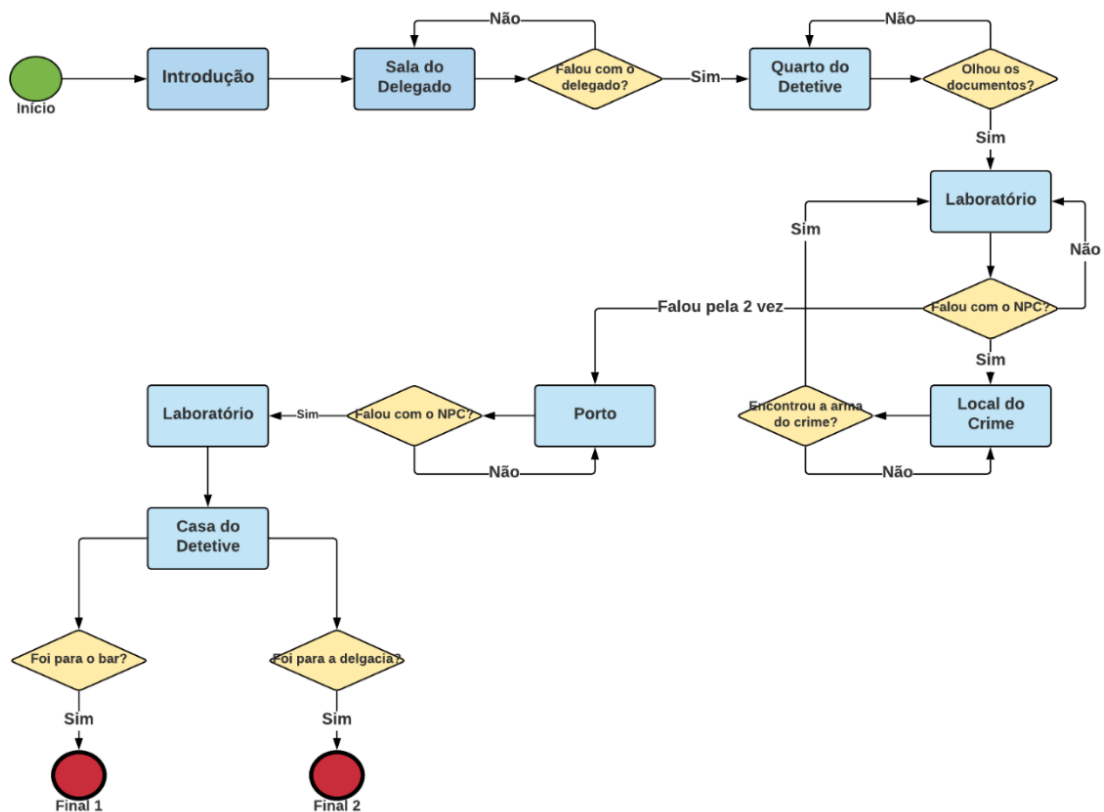 Não
Não
Introdução
Sala do
Delegado
Falou com o
delegado?
Sim
Quarto do
Detetive
Olhou os
documentos?
Início
Sim
Laboratório
Sim
Não
Falou pela 2 vez
Falou com o NPC?
Sim
Laboratório
Sim
Falou com o NPC?
Porto
Encontrou a arma
do crime?
Local do
Crime
Não
Não
Casa do
Detetive
Foi para o bar?
Foi para a delgacia?
Sim
Sim
Final 1
Final 2